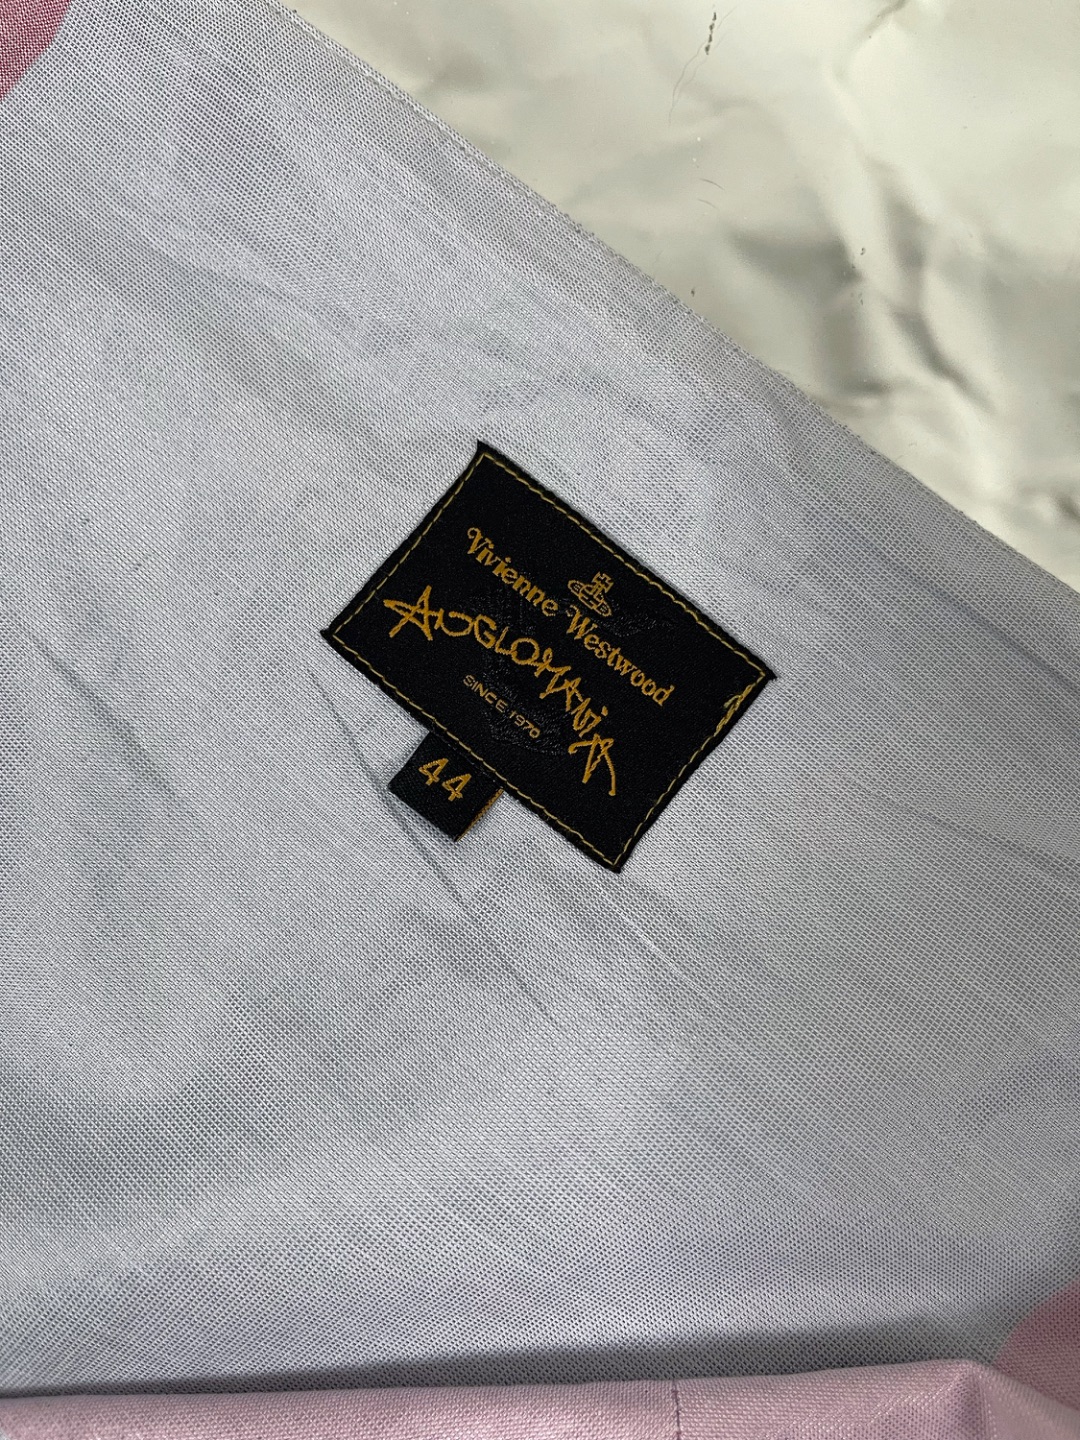 Vivienne Westwood
ANGLOMANIA
SINCE 1970
44